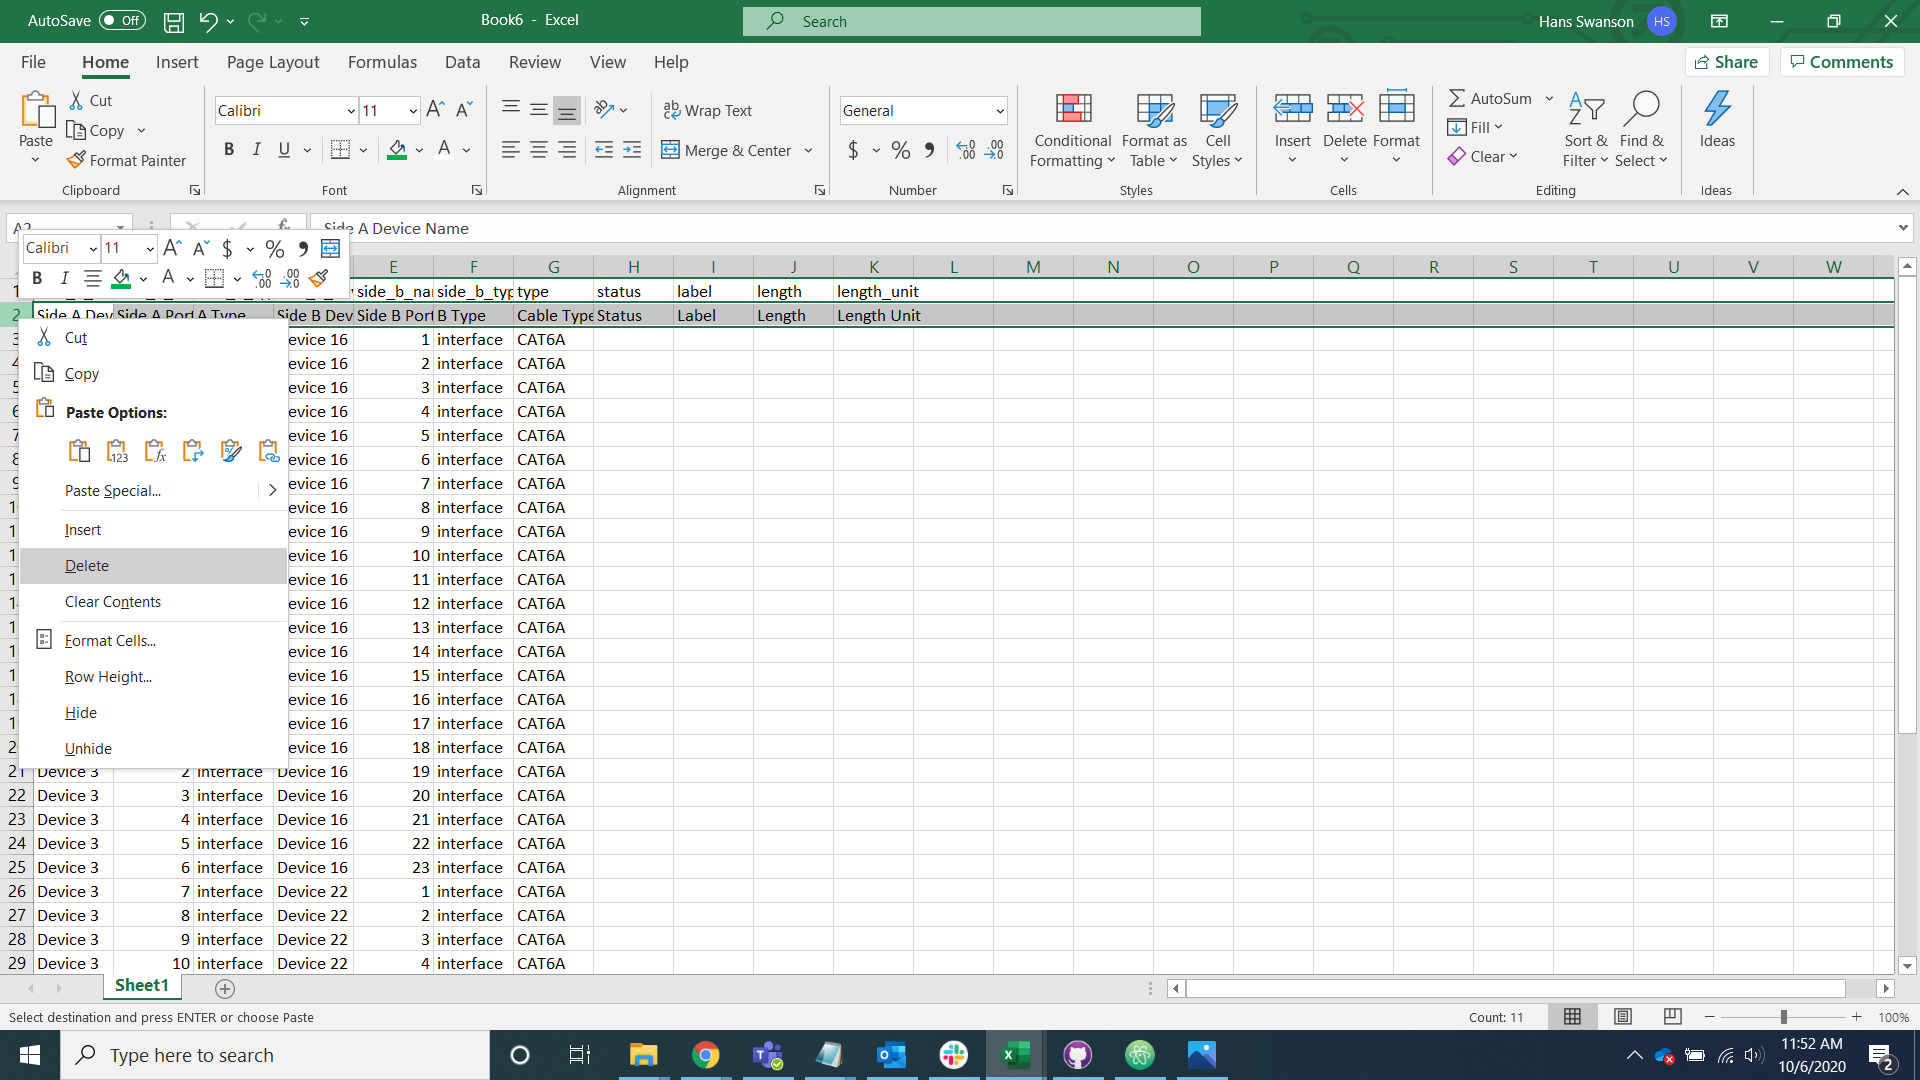 AutoSave Off
Book6 - Excel
Search
Hans Swanson HS
File Home Insert Page Layout Formulas Data Review View Help Share Comments
Paste
Cut
Copy
Format Painter
Clipboard
Calibri 11
B I U A
Font
Wrap Text
Merge & Center
Alignment
General
$ % 9
Number
Conditional Formatting
Format as Table
Cell Styles
Styles
Insert Delete Format
Cells
AutoSum
Fill
Clear
Sort & Filter
Find & Select
Editing
Ideas
Ideas
Side A Device Name
Calibri 11 $ % 9
B I A
E F G H I J K L M N O P Q R S T U V W
side_b_na side_b_typ type status label length length_unit
Side A Dev Side A Port A Type Side B Dev Side B Port B Type Cable Type Status Label Length Length Unit
evice 16 1 interface CAT6A
evice 16 2 interface CAT6A
evice 16 3 interface CAT6A
evice 16 4 interface CAT6A
evice 16 5 interface CAT6A
evice 16 6 interface CAT6A
evice 16 7 interface CAT6A
evice 16 8 interface CAT6A
evice 16 9 interface CAT6A
evice 16 10 interface CAT6A
evice 16 11 interface CAT6A
evice 16 12 interface CAT6A
evice 16 13 interface CAT6A
evice 16 14 interface CAT6A
evice 16 15 interface CAT6A
evice 16 16 interface CAT6A
evice 16 17 interface CAT6A
evice 16 18 interface CAT6A
21 Device 3 2 interface Device 16 19 interface CAT6A
22 Device 3 3 interface Device 16 20 interface CAT6A
23 Device 3 4 interface Device 16 21 interface CAT6A
24 Device 3 5 interface Device 16 22 interface CAT6A
25 Device 3 6 interface Device 16 23 interface CAT6A
26 Device 3 7 interface Device 22 1 interface CAT6A
27 Device 3 8 interface Device 22 2 interface CAT6A
28 Device 3 9 interface Device 22 3 interface CAT6A
29 Device 3 10 interface Device 22 4 interface CAT6A
Cut
Copy
Paste Options:
Paste Special...
Insert
Delete
Clear Contents
Format Cells...
Row Height...
Hide
Unhide
Sheet1
Select destination and press ENTER or choose Paste
Count: 11
100%
Type here to search
11:52 AM
10/6/2020
2